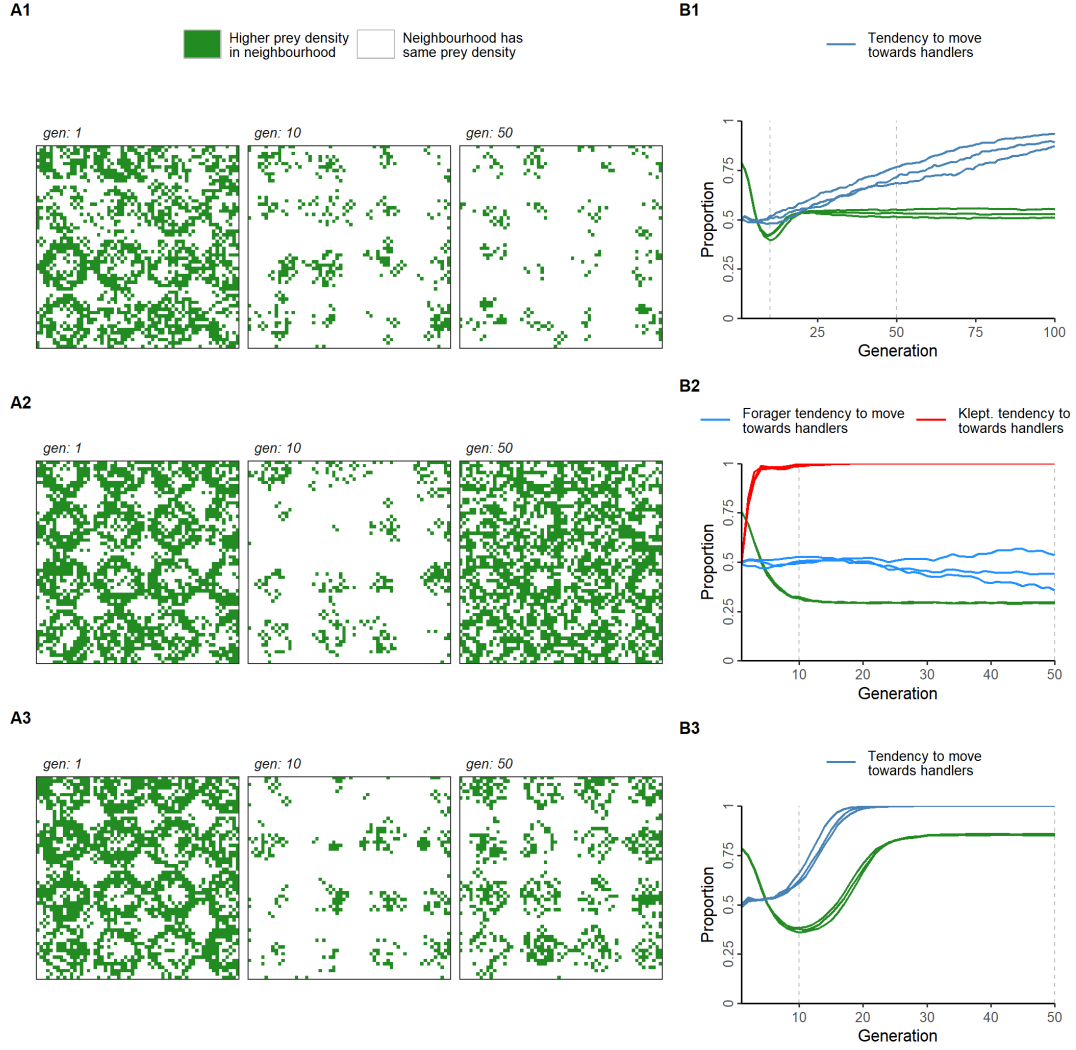 A1
Higher prey density
in neighbourhood
Neighbourhood has
same prey density
gen: 1
gen: 10
gen: 50
B1
Tendency to move
towards handlers
1
0.75
0.5
0.25
0
Proportion
25
50
75
100
Generation
A2
gen: 1
gen: 10
gen: 50
B2
Forager tendency to move
towards handlers
Klept. tendency to
towards handlers
1
0.75
0.5
0.25
0
Proportion
10
20
30
40
50
Generation
A3
gen: 1
gen: 10
gen: 50
B3
Tendency to move
towards handlers
1
0.75
0.5
0.25
0
Proportion
10
20
30
40
50
Generation